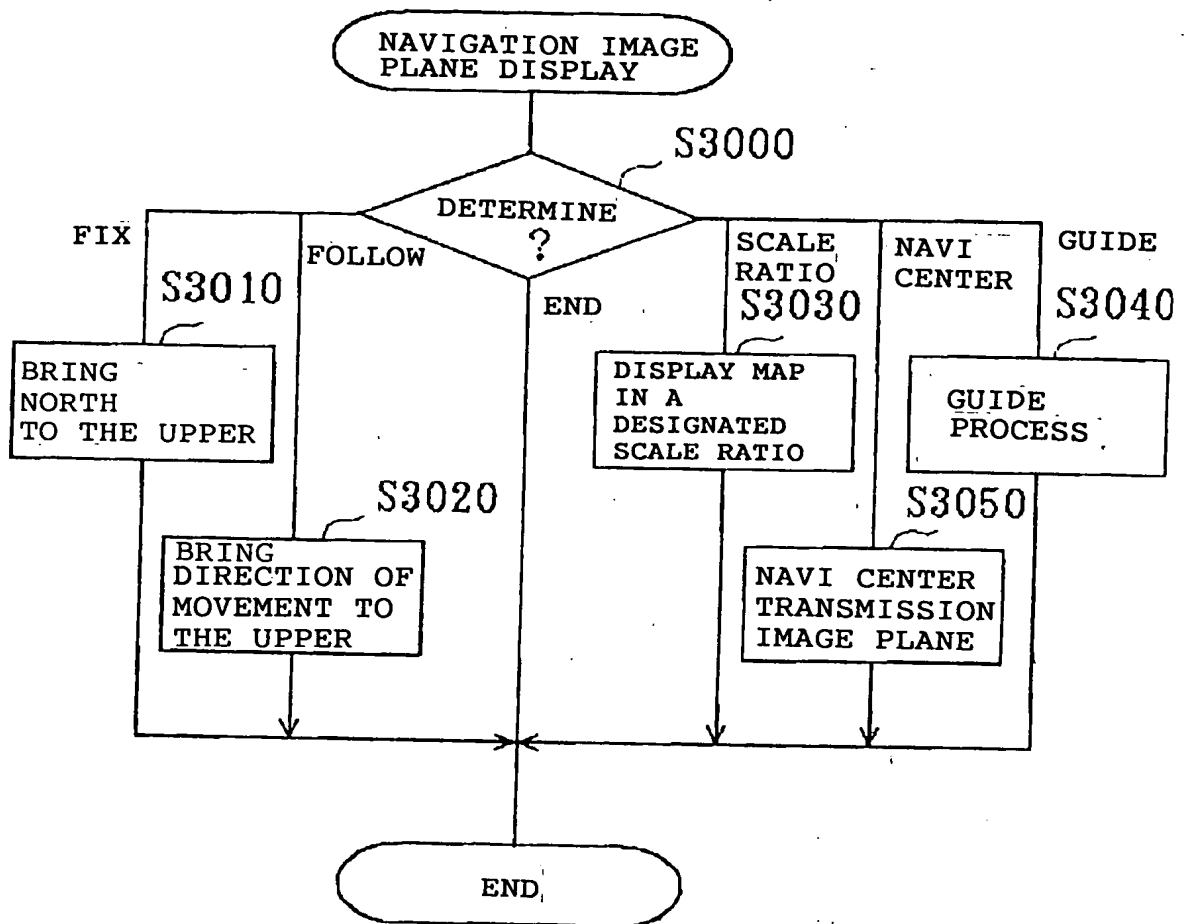 NAVIGATION IMAGE
PLANE DISPLAY
S3000
DETERMINE
?
FIX
FOLLOW
END
SCALE
RATIO
NAVI
CENTER
GUIDE
S3010
BRING
NORTH
TO THE UPPER
S3020
BRING
DIRECTION OF
MOVEMENT TO
THE UPPER
S3030
DISPLAY MAP
IN A
DESIGNATED
SCALE RATIO
S3050
NAVI CENTER
TRANSMISSION
IMAGE PLANE
S3040
GUIDE
PROCESS
END